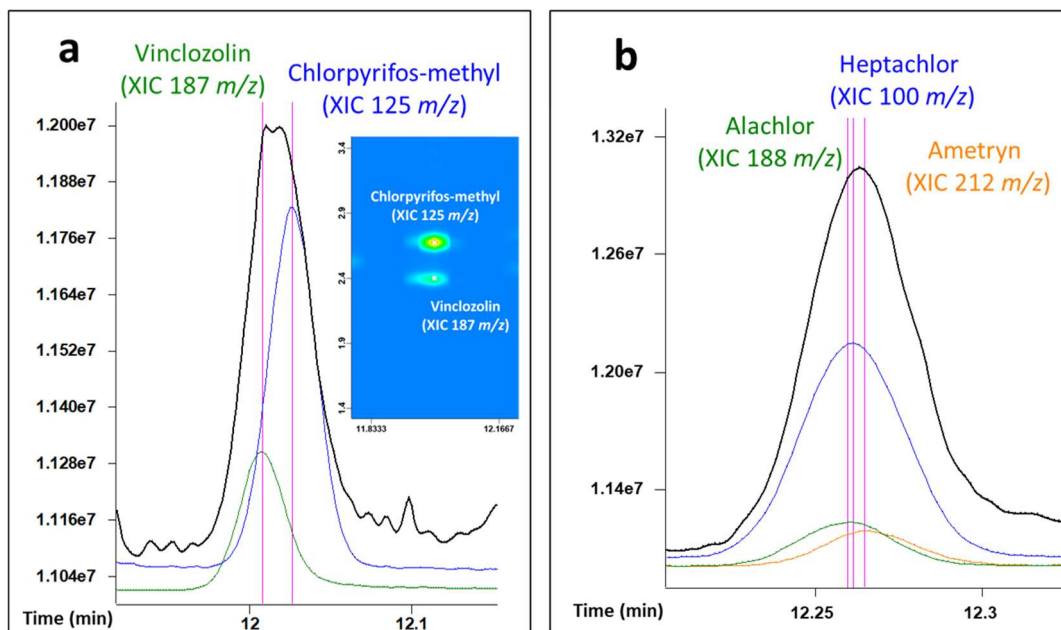 a
Vinclozolin
(XIC 187 m/z)
Chlorpyrifos-methyl
(XIC 125 m/z)
1.200e7
1.188e7
1.176e7
1.164e7
1.152e7
1.140e7
1.128e7
1.116e7
1.104e7
Time (min)
12
12.1
3.4
2.9
2.4
1.9
1.4
Chlorpyrifos-methyl
(XIC 125 m/z)
Vinclozolin
(XIC 187 m/z)
11.8333
12.1667
b
Heptachlor
(XIC 100 m/z)
Alachlor
(XIC 188 m/z)
Ametryn
(XIC 212 m/z)
1.32e7
1.26e7
1.20e7
1.14e7
Time (min)
12.26
12.3